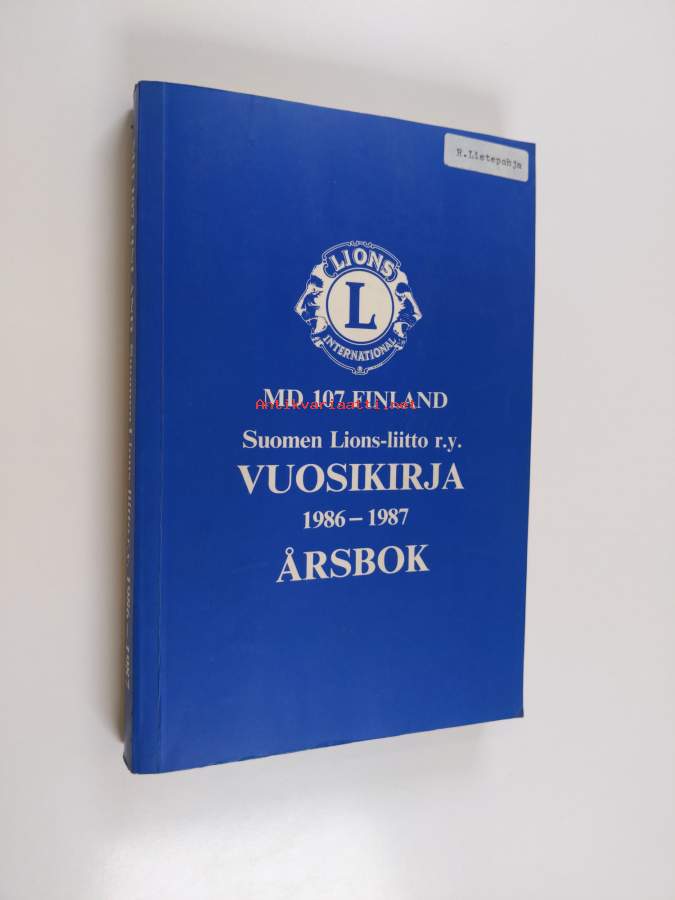 R.Lietepohja
LIONS
L
INTERNATIONAL
MD 107 FINLAND
Antikvariaatti.net
Suomen Lions-liitto r.y.
VUOSIKIRJA
1986 – 1987
ÅRSBOK